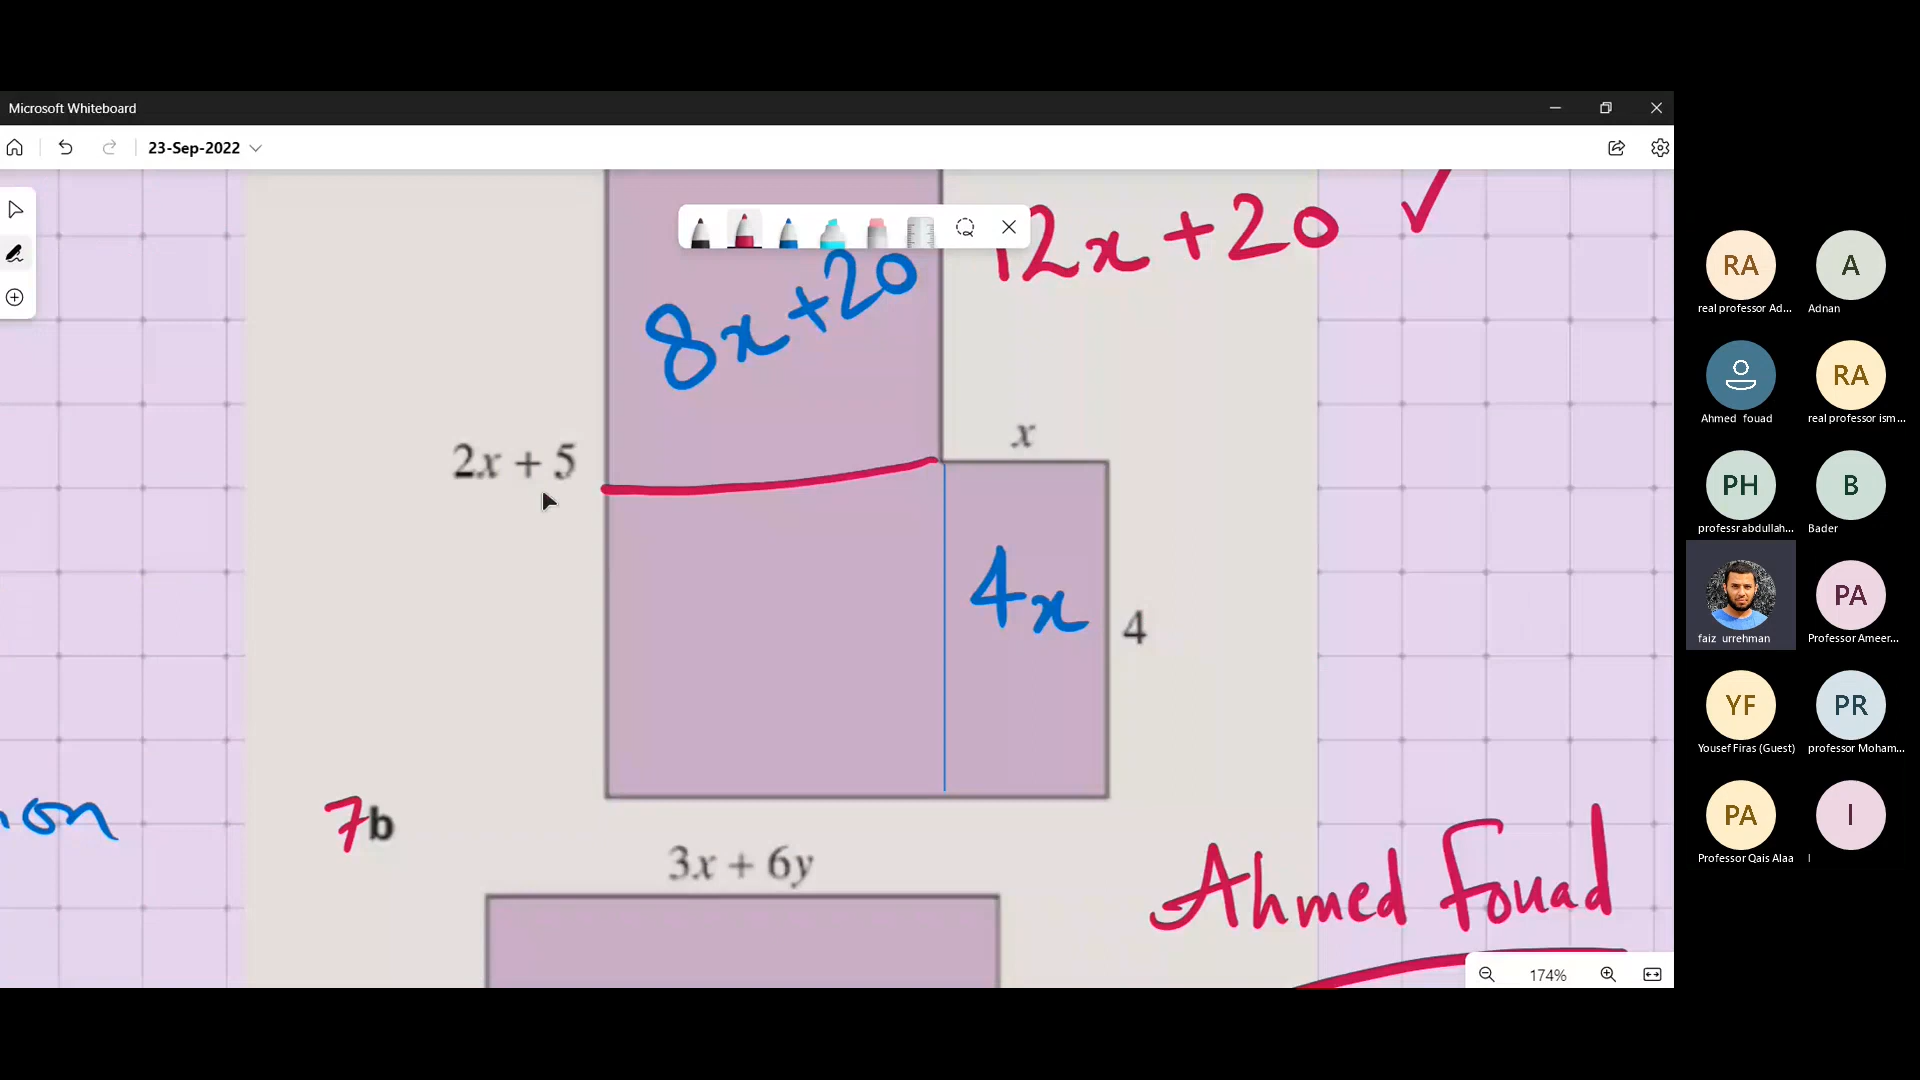 Microsoft Whiteboard
23-Sep-2022
12x+20
8x+20
x
2x + 5
4x
4
7b
3x + 6y
Ahmed Fouad
174%
RA
real professor Ad...
A
Adnan
Ahmed fouad
RA
real professor ism...
PH
professr abdullah...
B
Bader
faiz urrehman
PA
Professor Ameer...
YF
Yousef Firas (Guest)
PR
professor Moham...
PA
Professor Qais Alaa
I
I